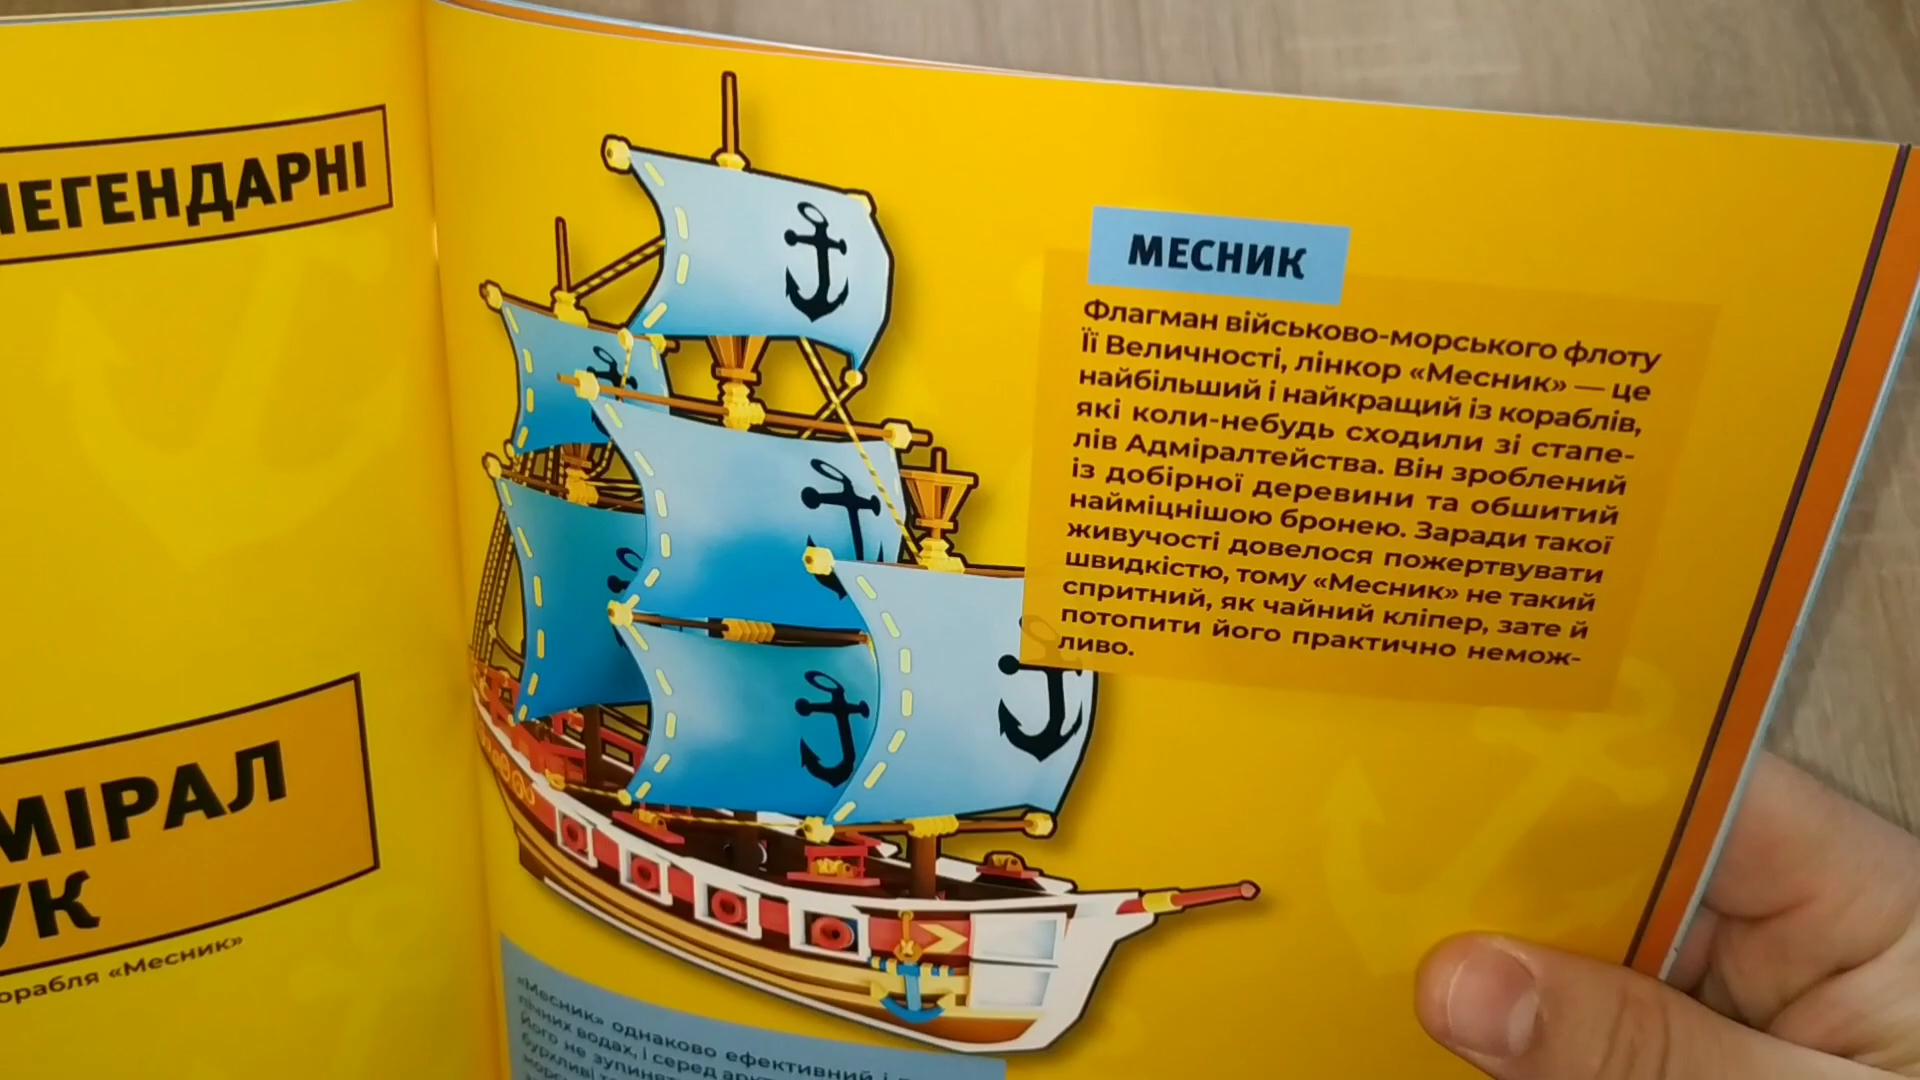 ЛЕГЕНДАРНІ
МІРАЛ
УК
корабля «Месник»
МЕСНИК
Флагман військово-морського флоту
Її Величності, лінкор «Месник» — це
найбільший і найкращий із кораблів,
які коли-небудь сходили зі стапе-
лів Адміралтейства. Він зроблений
із добірної деревини та обшитий
найміцнішою бронею. Заради такої
живучості довелося пожертвувати
швидкістю, тому «Месник» не такий
спритний, як чайний кліпер, зате й
потопити його практично немож-
ливо.
«Месник» однаково ефективний і
водах, і серед
його не
бурхливі